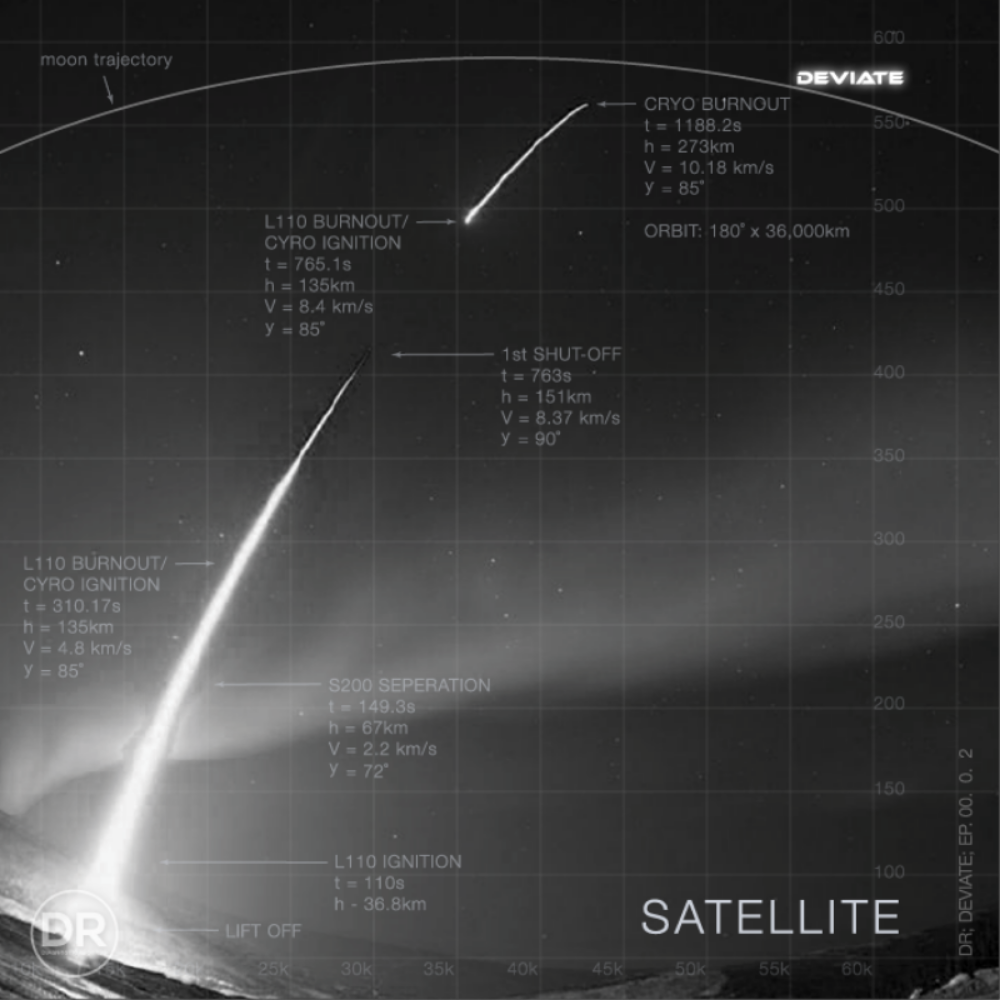 moon trajectory
600
DEVIATE
550
CRYO BURNOUT
t = 1188.2s
h = 273km
V = 10.18 km/s
y = 85°
ORBIT: 180° x 36,000km
500
L110 BURNOUT/
CYRO IGNITION
t = 765.1s
h = 135km
V = 8.4 km/s
y = 85°
450
1st SHUT-OFF
t = 763s
h = 151km
V = 8.37 km/s
y = 90°
400
350
300
L110 BURNOUT/
CYRO IGNITION
t = 310.17s
h = 135km
V = 4.8 km/s
y = 85°
250
S200 SEPERATION
t = 149.3s
h = 67km
V = 2.2 km/s
y = 72°
200
150
L110 IGNITION
t = 110s
h - 36.8km
100
SATELLITE
DR; DEVIATE; EP. 00. 0. 2
LIFT OFF
DR
25k 30k 35k 40k 45k 50k 55k 60k